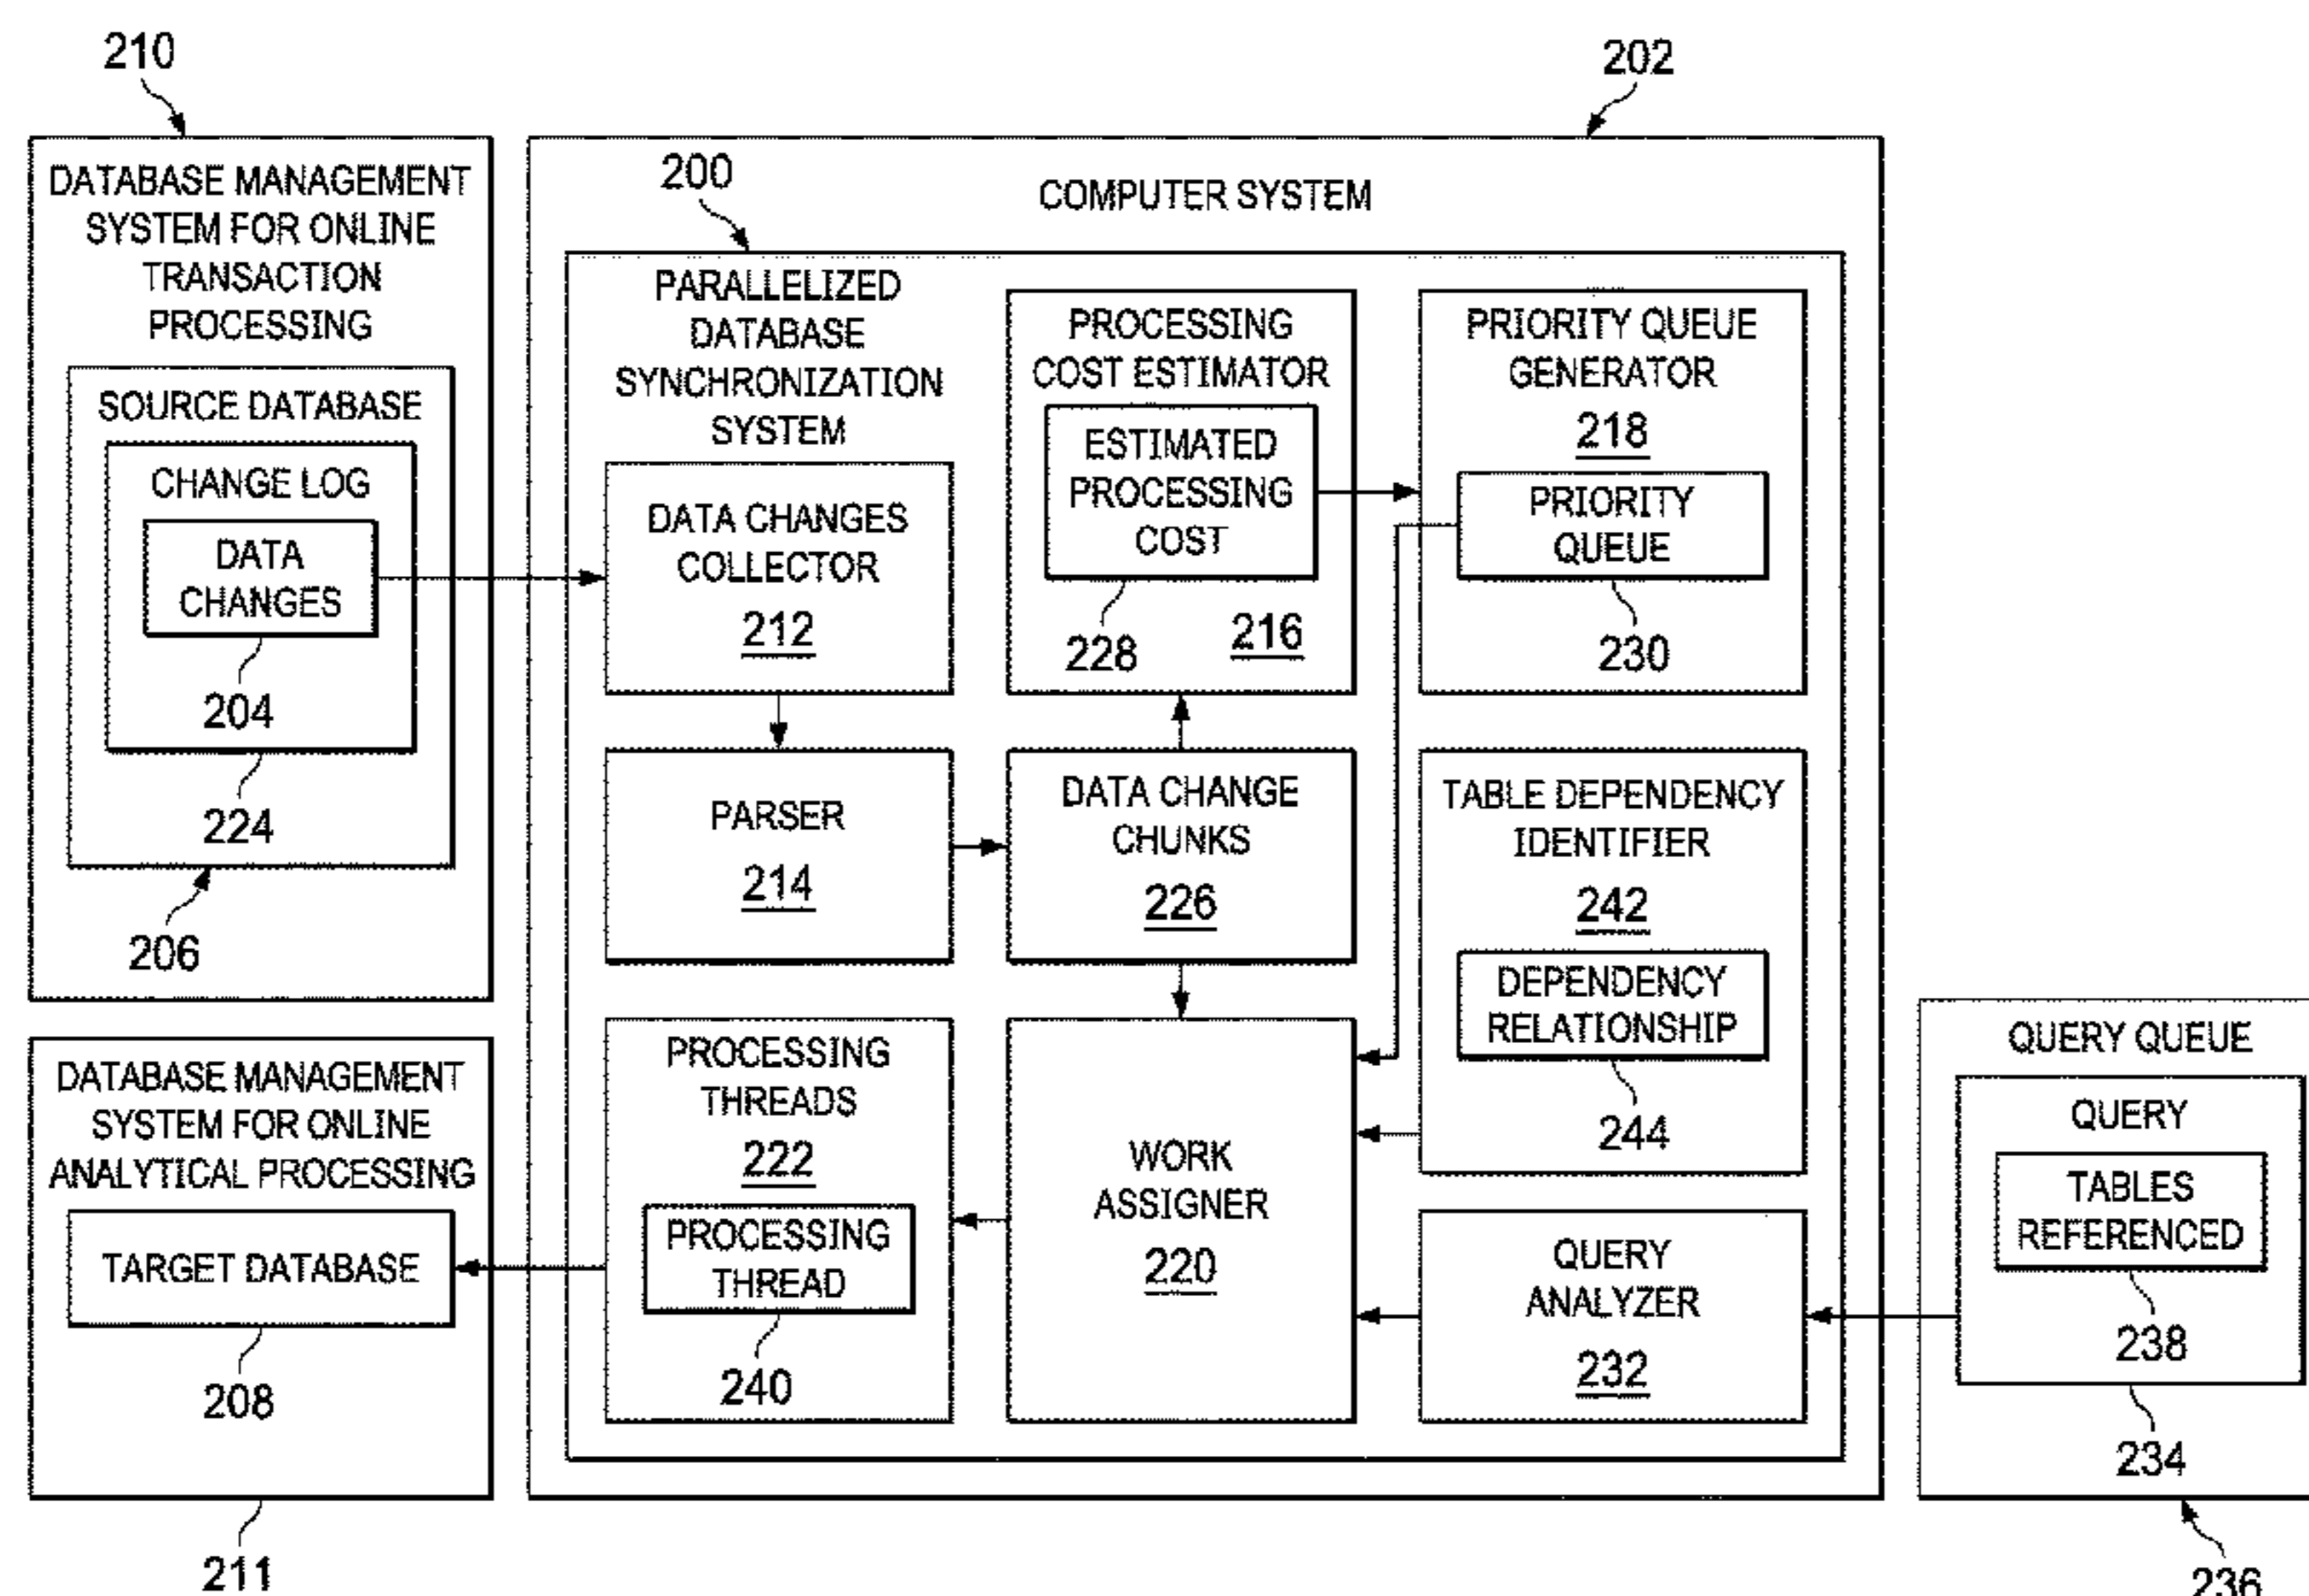 210
202
DATABASE MANAGEMENT
SYSTEM FOR ONLINE
TRANSACTION
PROCESSING
SOURCE DATABASE
CHANGE LOG
DATA
CHANGES
204
224
206
DATABASE MANAGEMENT
SYSTEM FOR ONLINE
ANALYTICAL PROCESSING
TARGET DATABASE
208
211
COMPUTER SYSTEM
200
PARALLELIZED
DATABASE
SYNCHRONIZATION
SYSTEM
DATA CHANGES
COLLECTOR
212
PROCESSING
COST ESTIMATOR
ESTIMATED
PROCESSING
COST
228
216
PRIORITY QUEUE
GENERATOR
218
PRIORITY
QUEUE
230
PARSER
214
DATA CHANGE
CHUNKS
226
TABLE DEPENDENCY
IDENTIFIER
242
DEPENDENCY
RELATIONSHIP
244
PROCESSING
THREADS
222
PROCESSING
THREAD
240
WORK
ASSIGNER
220
QUERY
ANALYZER
232
QUERY QUEUE
QUERY
TABLES
REFERENCED
238
234
236